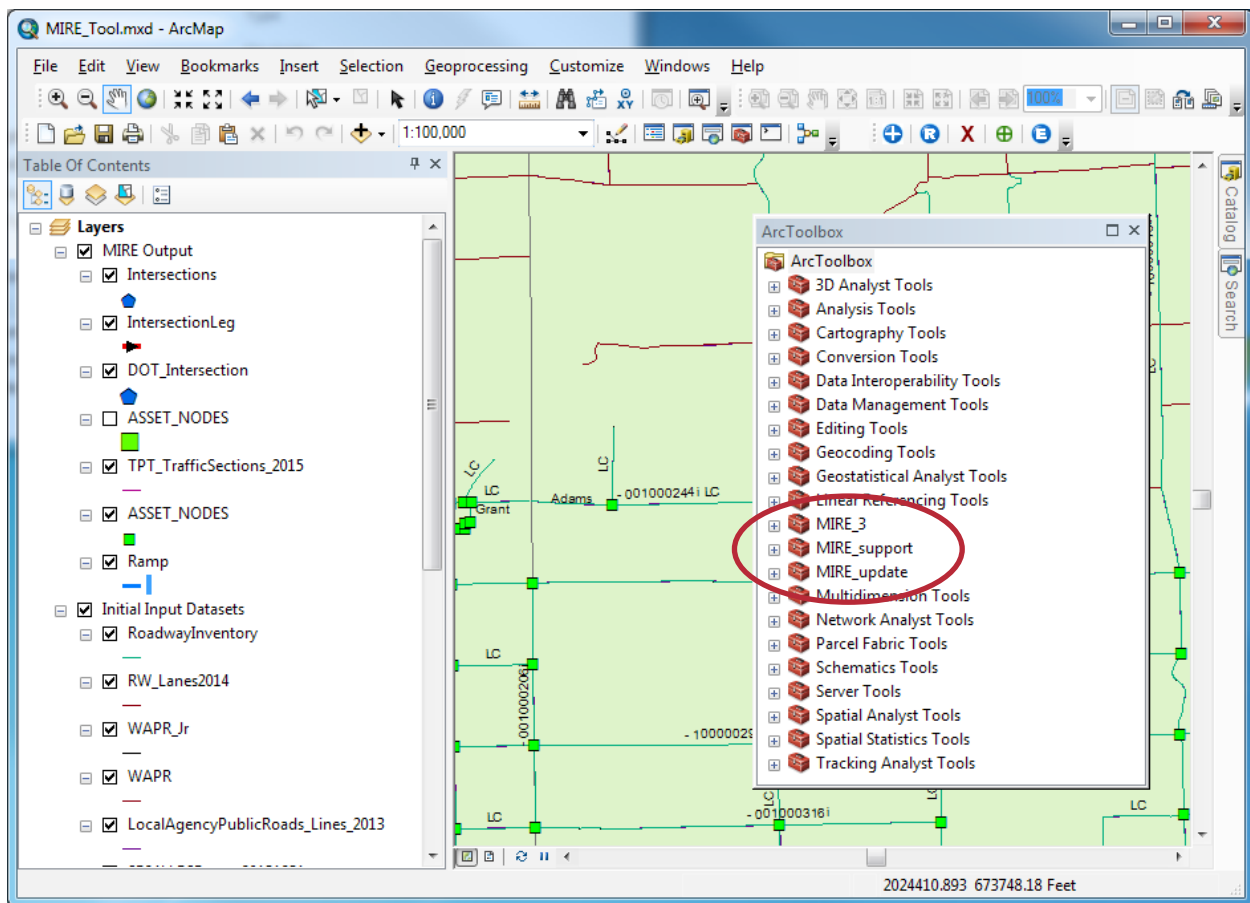 MIRE_Tool.mxd - ArcMap
File Edit View Bookmarks Insert Selection Geoprocessing Customize Windows Help
100%
1:100,000
Table Of Contents
Layers
MIRE Output
Intersections
IntersectionLeg
DOT_Intersection
ASSET_NODES
TPT_TrafficSections_2015
ASSET_NODES
Ramp
Initial Input Datasets
RoadwayInventory
RW_Lanes2014
WAPR_Jr
WAPR
LocalAgencyPublicRoads_Lines_2013
LC
LC
LC
Adams
- 001000244i LC
Grant
LC
- 001000206i
- 10000029
LC
LC
- 001000316i
LC
LC
ArcToolbox
ArcToolbox
3D Analyst Tools
Analysis Tools
Cartography Tools
Conversion Tools
Data Interoperability Tools
Data Management Tools
Editing Tools
Geocoding Tools
Geostatistical Analyst Tools
Linear Referencing Tools
MIRE_3
MIRE_support
MIRE_update
Multidimension Tools
Network Analyst Tools
Parcel Fabric Tools
Schematics Tools
Server Tools
Spatial Analyst Tools
Spatial Statistics Tools
Tracking Analyst Tools
Catalog
Search
2024410.893 673748.18 Feet